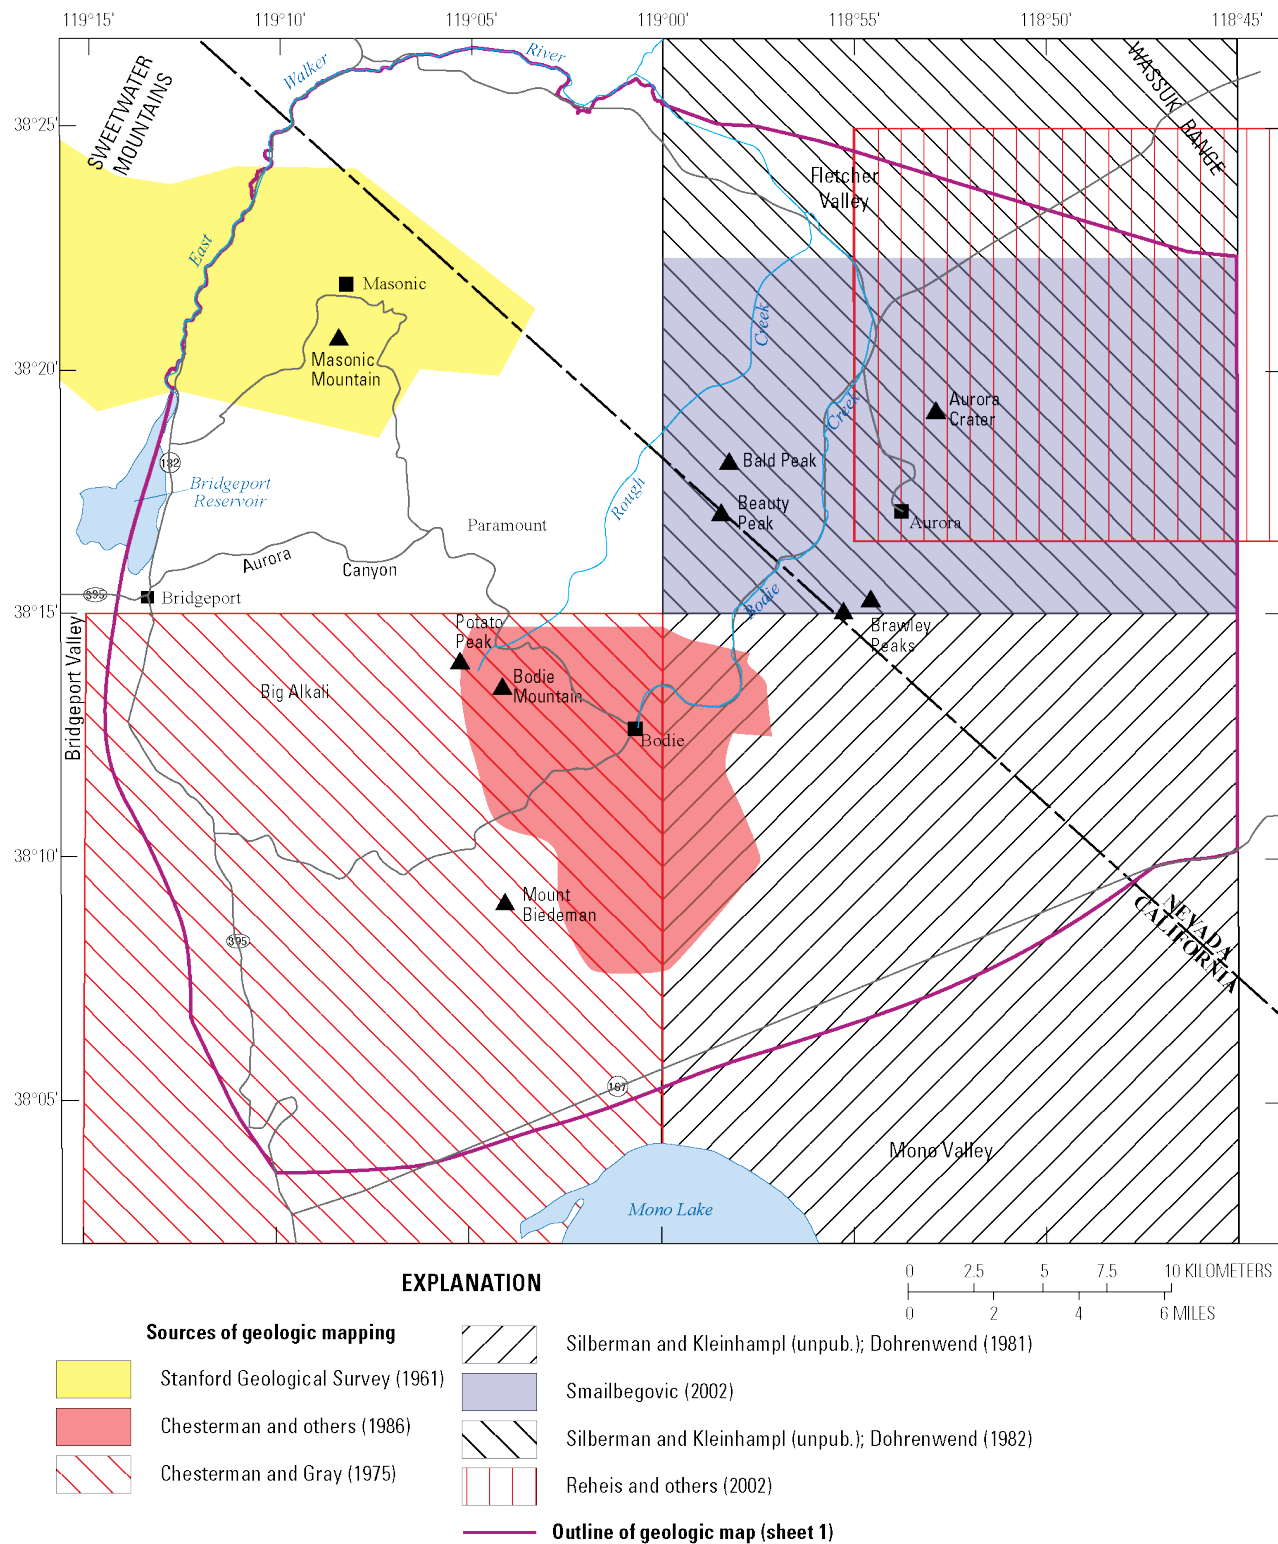 119°15' 119°10' 119°05' 119°00' 118°55' 118°50' 118°45'
38°25'
38°20'
38°15'
38°10'
38°05'
SWEETWATER
MOUNTAINS
Walker
River
East
WASSUK RANGE
Fletcher
Valley
Masonic
Masonic
Mountain
Creek
Creek
Aurora
Crater
Bald Peak
Beauty
Peak
Aurora
182
Bridgeport
Reservoir
Rough
Paramount
Aurora
Canyon
395
Bridgeport
Bodie
Brawley
Peaks
Potato
Peak
Bridgeport Valley
Big Alkali
Bodie
Mountain
Bodie
Mount
Biedeman
395
NEVADA
CALIFORNIA
167
Mono Valley
Mono Lake
EXPLANATION
0 2.5 5 7.5 10 KILOMETERS
0 2 4 6 MILES
Sources of geologic mapping
Stanford Geological Survey (1961)
Chesterman and others (1986)
Chesterman and Gray (1975)
Silberman and Kleinhampl (unpub.); Dohrenwend (1981)
Smailbegovic (2002)
Silberman and Kleinhampl (unpub.); Dohrenwend (1982)
Reheis and others (2002)
Outline of geologic map (sheet 1)